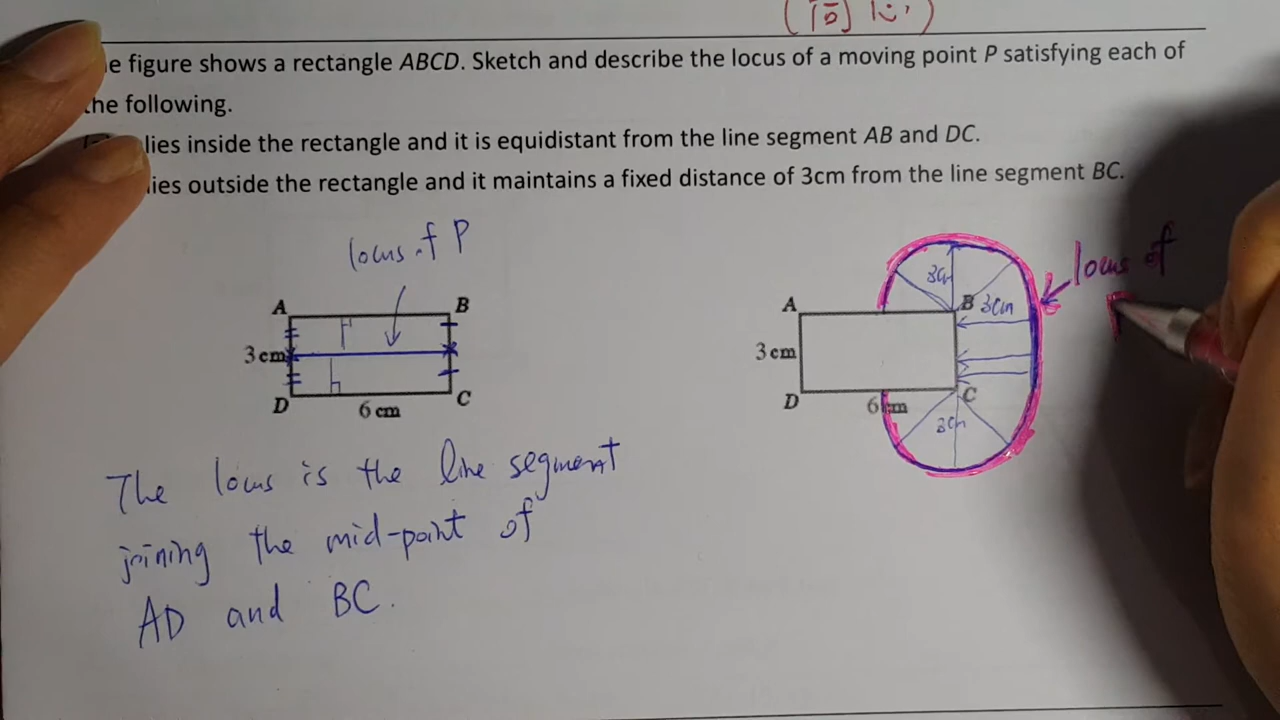 e figure shows a rectangle ABCD. Sketch and describe the locus of a moving point P satisfying each of
the following.
lies inside the rectangle and it is equidistant from the line segment AB and DC.
lies outside the rectangle and it maintains a fixed distance of 3cm from the line segment BC.
locus of P
A B
3 cm
D 6 cm C
The locus is the line segment
joining the mid-point of
AD and BC.
locus of
3cm
A B 3cm
3 cm
D 6 cm C
3cm